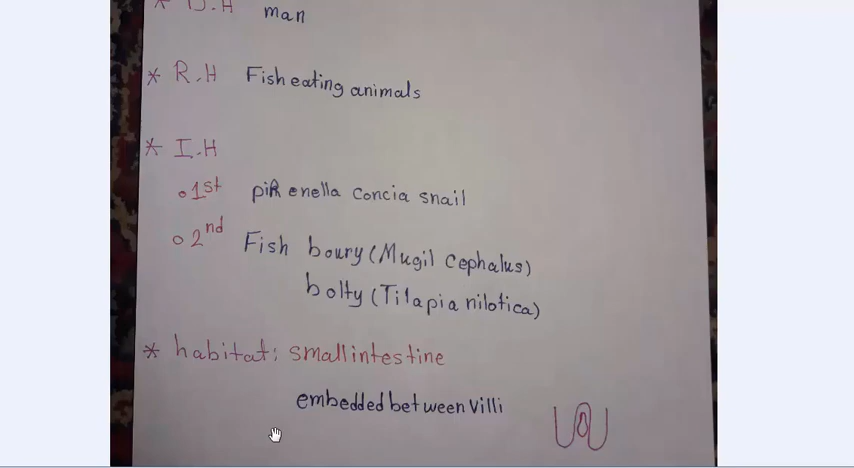 * D.H man
* R.H Fish eating animals
* I.H
o 1st piRenella Concia snail
o 2nd Fish boury (Mugil Cephalus)
bolty (Tilapia nilotica)
* habitat: small intestine
embedded between Villi